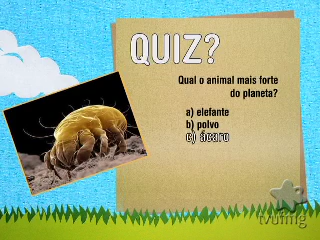 QUIZ?
Qual o animal mais forte
do planeta?
a) elefante
b) polvo
c) ácaro
tvufmg